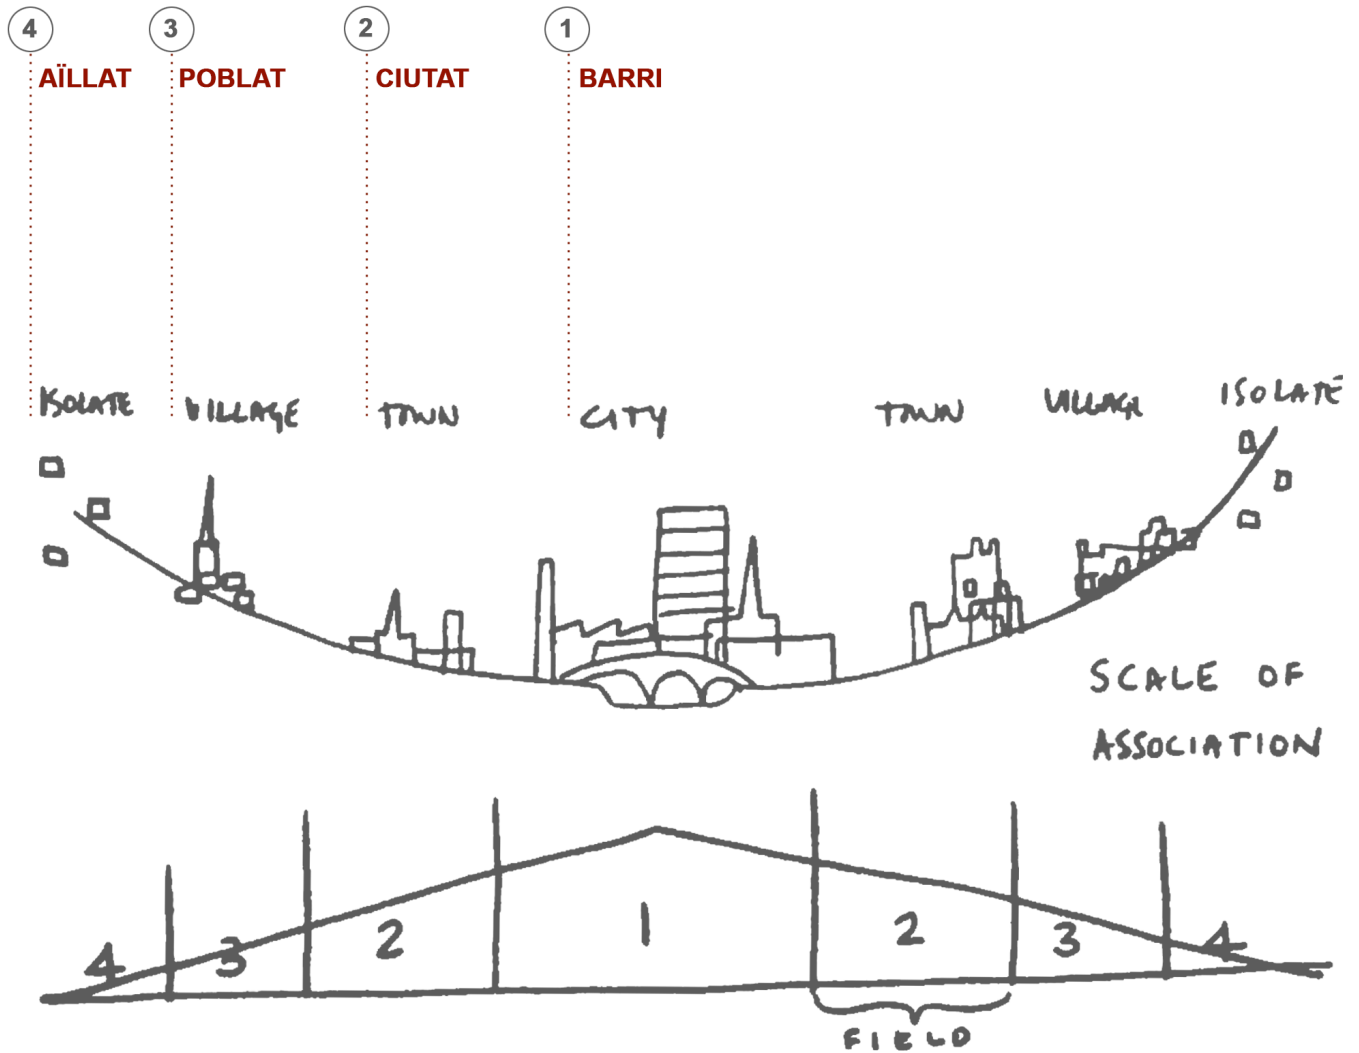 4 3 2 1
AÏLLAT POBLAT CIUTAT BARRI
ISOLATE VILLAGE TOWN CITY TOWN VILLAGE ISOLATE
SCALE OF
ASSOCIATION
4 3 2 1 2 3 4
FIELD